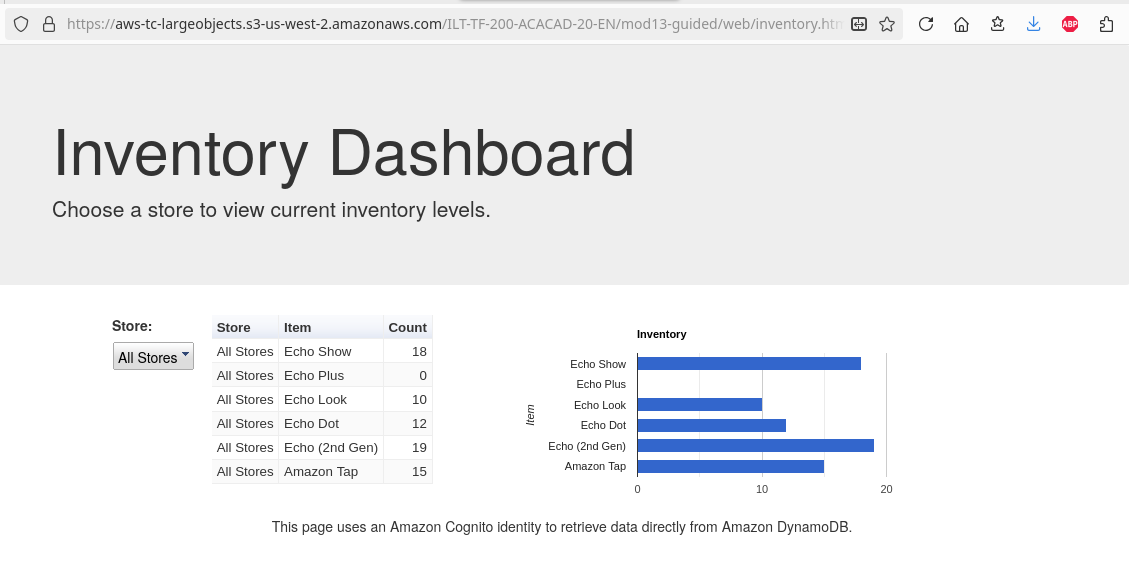 https://aws-tc-largeobjects.s3-us-west-2.amazonaws.com/ILT-TF-200-ACACAD-20-EN/mod13-guided/web/inventory.htm
ABP
Inventory Dashboard
Choose a store to view current inventory levels.
Store:
All Stores
Store Item Count
All Stores Echo Show 18
All Stores Echo Plus 0
All Stores Echo Look 10
All Stores Echo Dot 12
All Stores Echo (2nd Gen) 19
All Stores Amazon Tap 15
Inventory
Item
Echo Show
Echo Plus
Echo Look
Echo Dot
Echo (2nd Gen)
Amazon Tap
0 10 20
This page uses an Amazon Cognito identity to retrieve data directly from Amazon DynamoDB.